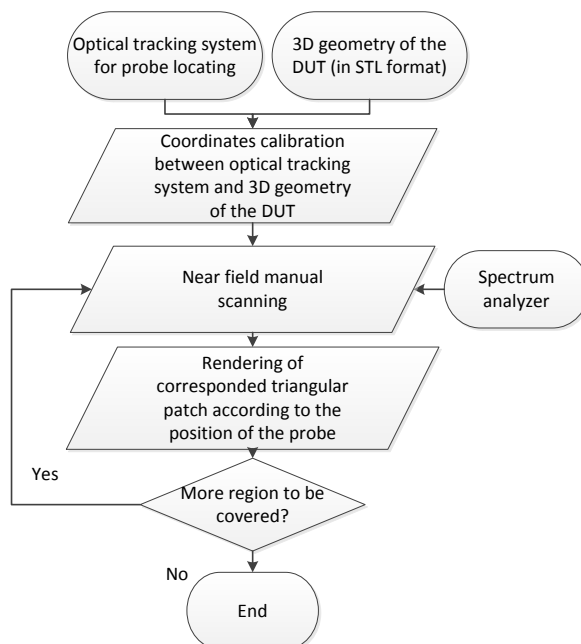 Optical tracking system
for probe locating
3D geometry of the
DUT (in STL format)
Coordinates calibration
between optical tracking
system and 3D geometry
of the DUT
Near field manual
scanning
Spectrum
analyzer
Rendering of
corresponded triangular
patch according to the
position of the probe
Yes
More region to be
covered?
No
End